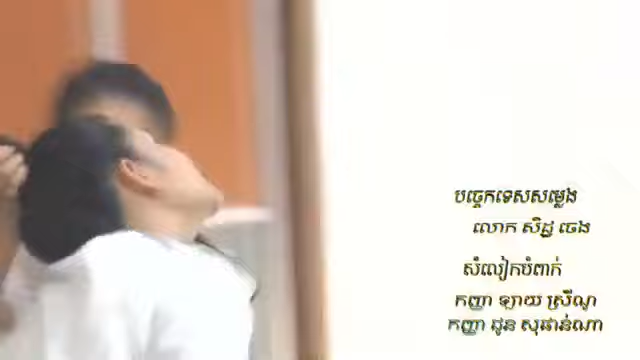 បច្ចេកទេសសម្លេង
លោក សិដ្ឋ ចេង
សំលៀកបំពាក់
កញ្ញា ឡាយ ស្រីណូ
កញ្ញា ជួន សុផាន់ណា